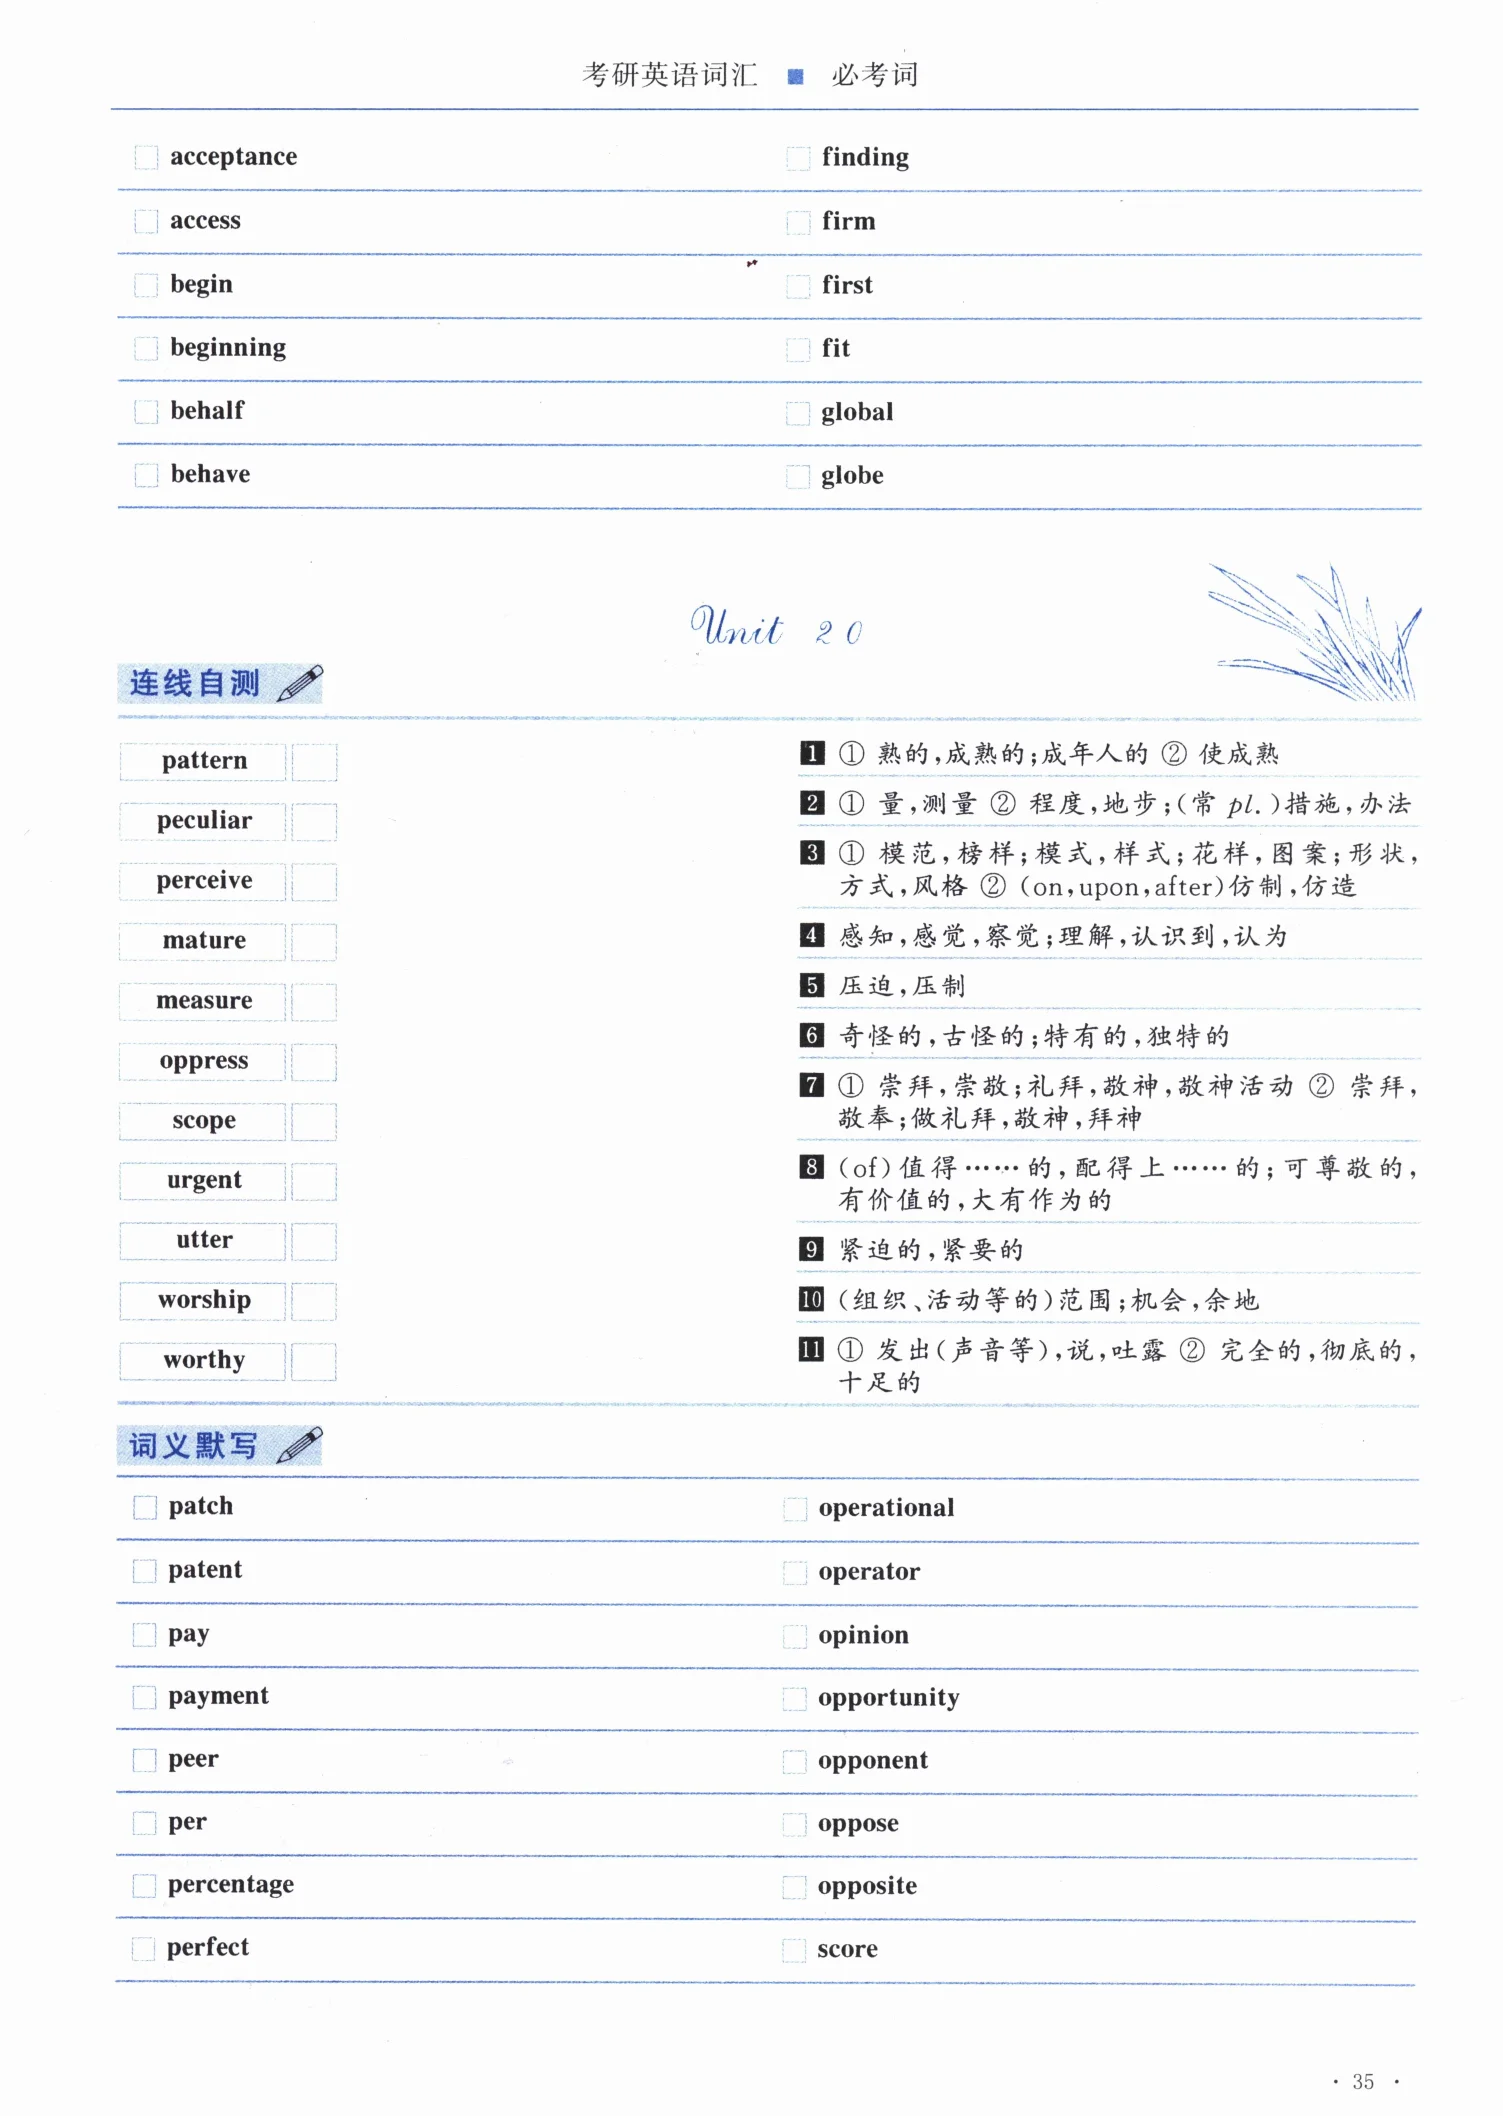 考研英语词汇 ■ 必考词
acceptance finding
access firm
begin first
beginning fit
behalf global
behave globe
Unit 20
连线自测
pattern
peculiar
perceive
mature
measure
oppress
scope
urgent
utter
worship
worthy
1 ① 熟的,成熟的;成年人的 ② 使成熟
2 ① 量,测量 ② 程度,地步;(常 pl.)措施,办法
3 ① 模范,榜样;模式,样式;花样,图案;形状,
方式,风格 ② (on,upon,after)仿制,仿造
4 感知,感觉,察觉;理解,认识到,认为
5 压迫,压制
6 奇怪的,古怪的;特有的,独特的
7 ① 崇拜,崇敬;礼拜,敬神,敬神活动 ② 崇拜,
敬奉;做礼拜,敬神,拜神
8 (of)值得……的,配得上……的;可尊敬的,
有价值的,大有作为的
9 紧迫的,紧要的
10 (组织、活动等的)范围;机会,余地
11 ① 发出(声音等),说,吐露 ② 完全的,彻底的,
十足的
词义默写
patch operational
patent operator
pay opinion
payment opportunity
peer opponent
per oppose
percentage opposite
perfect score
· 35 ·